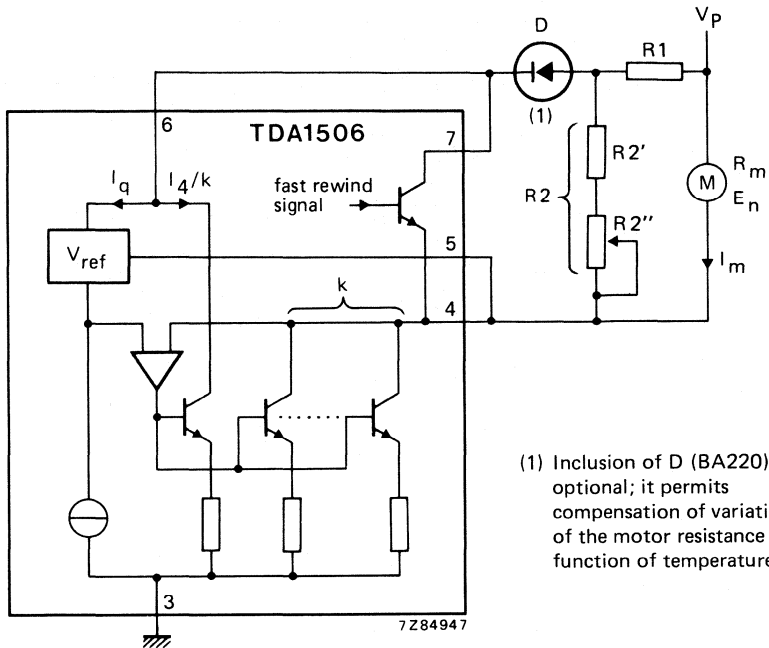 VP
D
R1
6
TDA1506
7
(1)
Iq
I4/k
fast rewind
signal
R2'
R2
R2''
M
Rm
En
Vref
5
Im
k
4
(1) Inclusion of D (BA220)
optional; it permits
compensation of variati
of the motor resistance
function of temperature
3
7Z84947